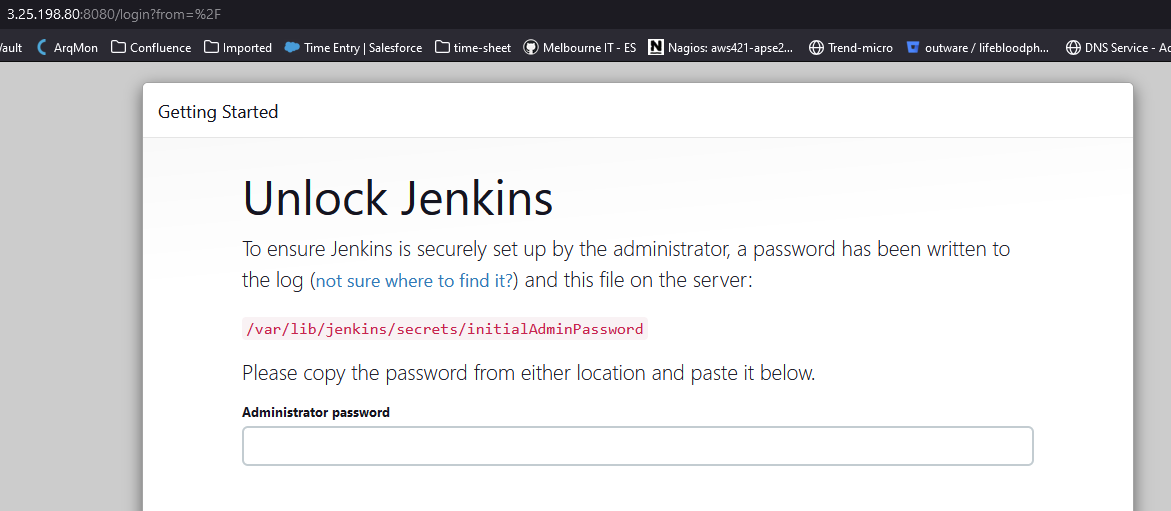 3.25.198.80:8080/login?from=%2F
ault ArqMon Confluence Imported Time Entry | Salesforce time-sheet Melbourne IT - ES Nagios: aws421-apse2... Trend-micro outware / lifebloodph... DNS Service - Ac
Getting Started
Unlock Jenkins
To ensure Jenkins is securely set up by the administrator, a password has been written to
the log (not sure where to find it?) and this file on the server:
/var/lib/jenkins/secrets/initialAdminPassword
Please copy the password from either location and paste it below.
Administrator password